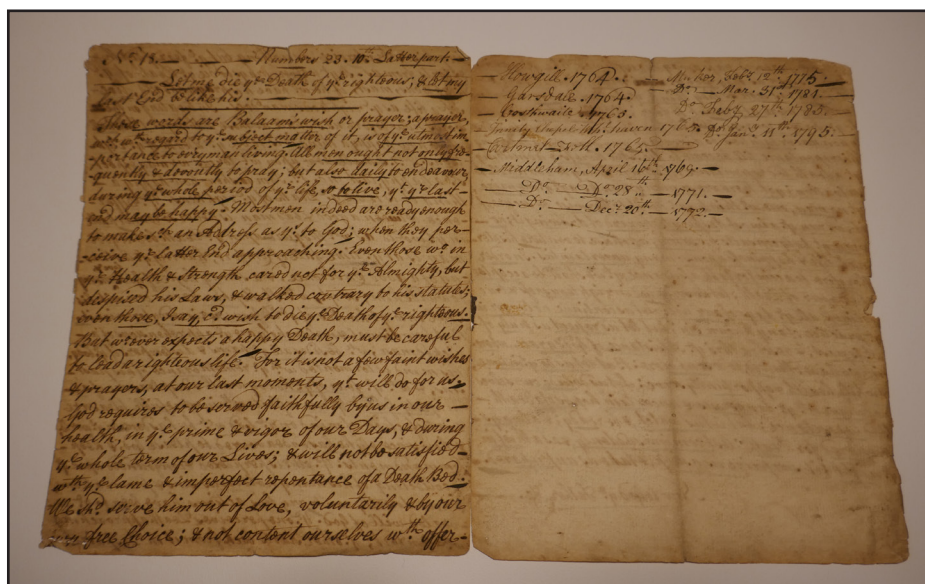 No. 18. — Numbers 23. 10th. Latter part. —
— Let me die ye. Death of ye. righteous, & let my
last End be like his. —
These words are Balaam's wish or prayer; a prayer,
wch. wth. regard to ye. subject matter of it, is of ye. utmost im-
portance to every man living. All men ought not only fre-
quently & devoutly to pray; but also daily to endeavour,
during ye. whole period of ye. life, so to live, yt. ye. last
end may be happy. Most men indeed are ready enough
to make such an Address as yt. to God; when they per-
ceive ye. latter End approaching. Even those wo. in
ye. Health & Strength, cared not for ye. Almighty, but
despised his Laws, & walked contrary to his statutes;
even those, I say, cd. wish to die ye. Death of ye. righteous.
But woever expects a happy Death, must be careful
to lead a righteous life. For it is not a few faint wishes
& prayers, at our last moments, yt. will do for us.
God requires to be served faithfully by us in our —
health, in ye. prime & vigor of our Days, & during
ye. whole term of our Lives; & will not be satisfied
wth. ye. lame & imperfect repentance of a Death Bed.
We shd. serve him out of Love, voluntarily & by our
own free Choice; & not content ourselves wth. offer-
— Howgill. 1764. —
— Garsdale. 1764. —
1765.
Trinity Chapel Whitehaven 1765.
Cartmel 1765. —
— Middleham, April 16th. 1769. —
— Do. — Do. 28th. — 1771. —
— Do. — Decr. 20th. — 1792. —
12th. 1775.
Do. — Mar. 31st. 1781. —
Do. 27th. 1785. —
Do. 11th. 1795. —